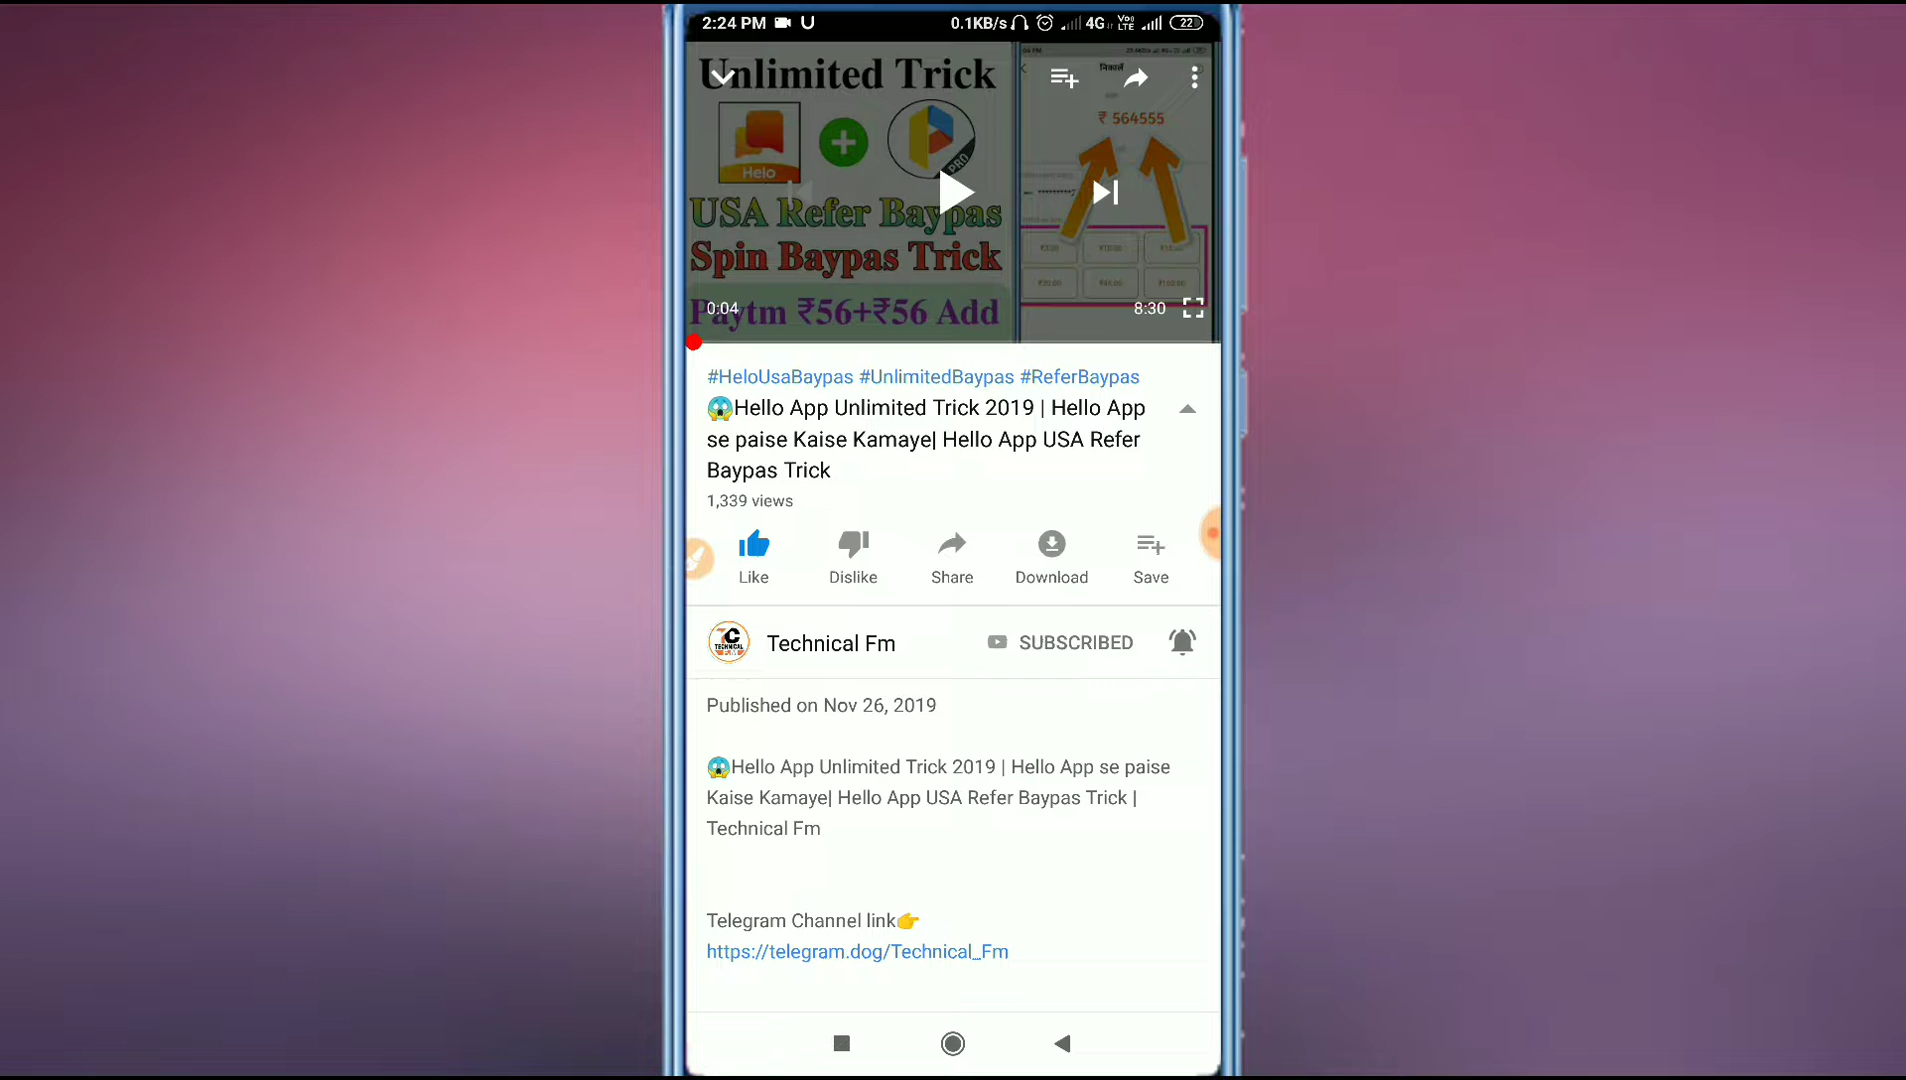 2:24 PM U 0.1KB/s 4G Vo) LTE 22
Unlimited Trick
निकालें
₹ 564555
Helo
PRO
USA Refer Baypas
Spin Baypas Trick
Paytm ₹56+₹56 Add
0:04
8:30
#HeloUsaBaypas #UnlimitedBaypas #ReferBaypas
😱Hello App Unlimited Trick 2019 | Hello App
se paise Kaise Kamaye| Hello App USA Refer
Baypas Trick
1,339 views
Like Dislike Share Download Save
TECHNICAL
Technical Fm
SUBSCRIBED
Published on Nov 26, 2019
😱Hello App Unlimited Trick 2019 | Hello App se paise
Kaise Kamaye| Hello App USA Refer Baypas Trick |
Technical Fm
Telegram Channel link👉
https://telegram.dog/Technical_Fm